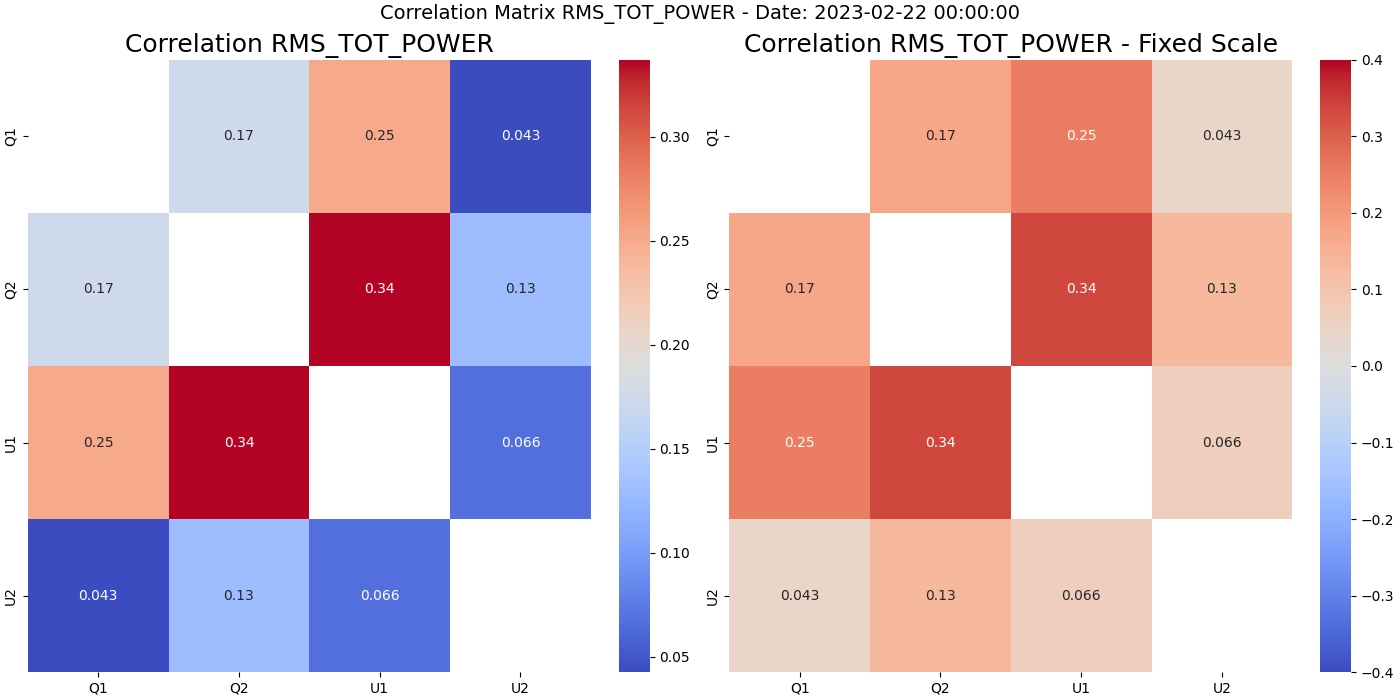 Correlation Matrix RMS_TOT_POWER - Date: 2023-02-22 00:00:00
Correlation RMS_TOT_POWER
Q1
0.17
0.25
0.043
Q2
0.17
0.34
0.13
U1
0.25
0.34
0.066
U2
0.043
0.13
0.066
Q1
Q2
U1
U2
0.30
0.25
0.20
0.15
0.10
0.05
Correlation RMS_TOT_POWER - Fixed Scale
Q1
0.17
0.25
0.043
Q2
0.17
0.34
0.13
U1
0.25
0.34
0.066
U2
0.043
0.13
0.066
Q1
Q2
U1
U2
0.4
0.3
0.2
0.1
0.0
−0.1
−0.2
−0.3
−0.4